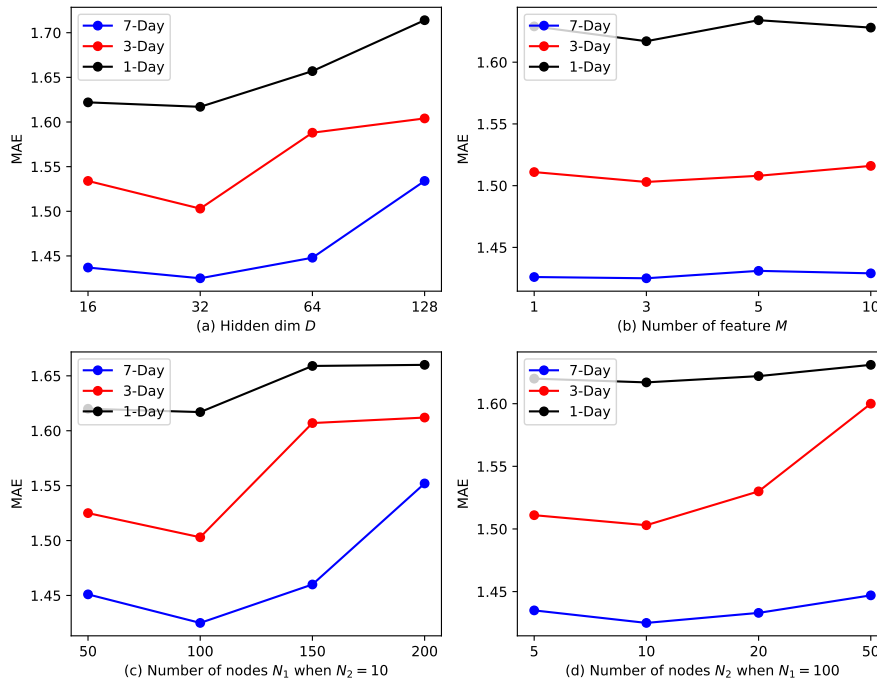 7-Day
3-Day
1-Day
1.70
1.65
1.60
1.55
1.50
1.45
MAE
16 32 64 128
(a) Hidden dim D
7-Day
3-Day
1-Day
1.60
1.55
1.50
1.45
MAE
1 3 5 10
(b) Number of feature M
7-Day
3-Day
1-Day
1.65
1.60
1.55
1.50
1.45
MAE
50 100 150 200
(c) Number of nodes N₁ when N₂ = 10
7-Day
3-Day
1-Day
1.60
1.55
1.50
1.45
MAE
5 10 20 50
(d) Number of nodes N₂ when N₁ = 100